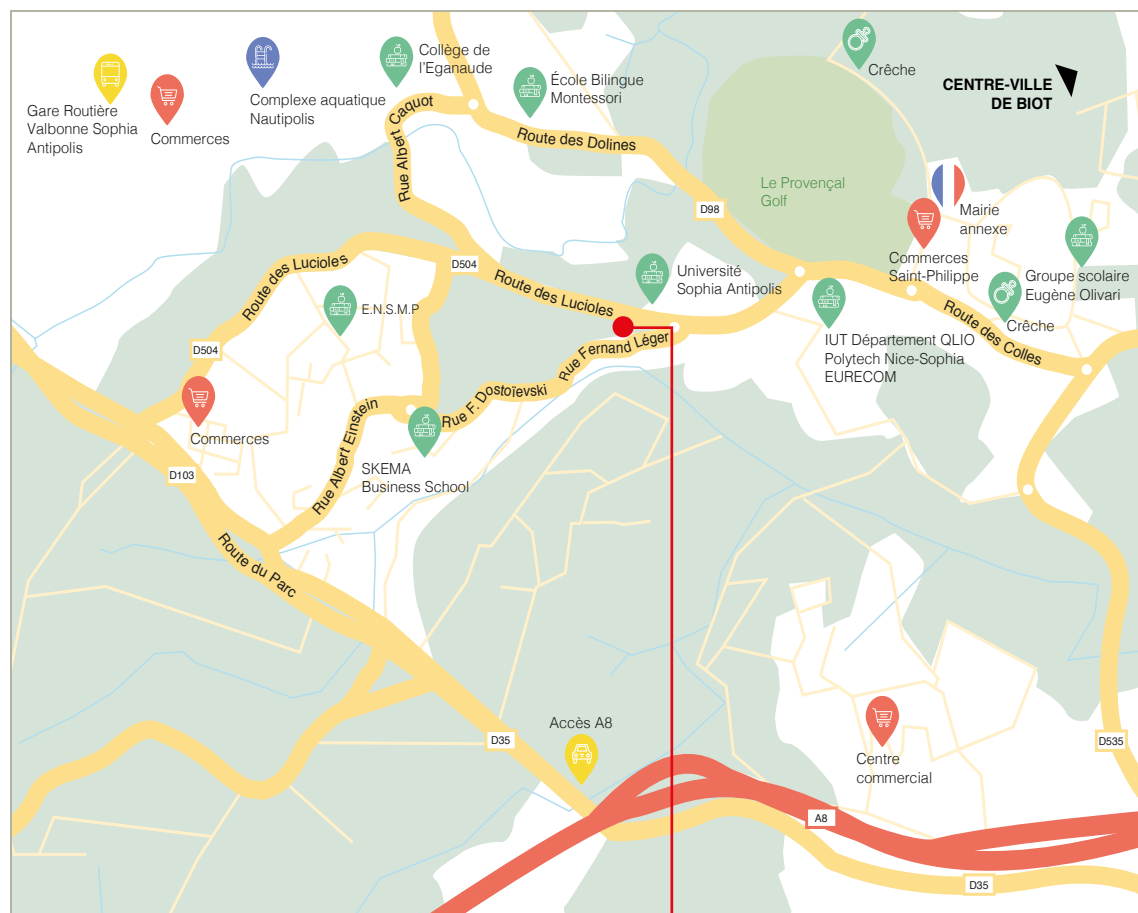 Gare Routière
Valbonne Sophia
Antipolis
Commerces
Complexe aquatique
Nautipolis
Collège de
l'Eganaude
École Bilingue
Montessori
Crêche
CENTRE-VILLE
DE BIOT
Rue Albert Caquot
Route des Dolines
Le Provençal
Golf
D98
Mairie
annexe
Commerces
Saint-Philippe
Groupe scolaire
Eugène Olivari
Crêche
Route des Lucioles
D504
Route des Lucioles
Université
Sophia Antipolis
E.N.S.M.P
IUT Département QLIO
Polytech Nice-Sophia
EURECOM
Route des Colles
D504
Rue Fernand Léger
Rue F. Dostoïevski
Rue Albert Einstein
Commerces
D103
SKEMA
Business School
Route du Parc
Accès A8
D35
Centre
commercial
D535
A8
D35